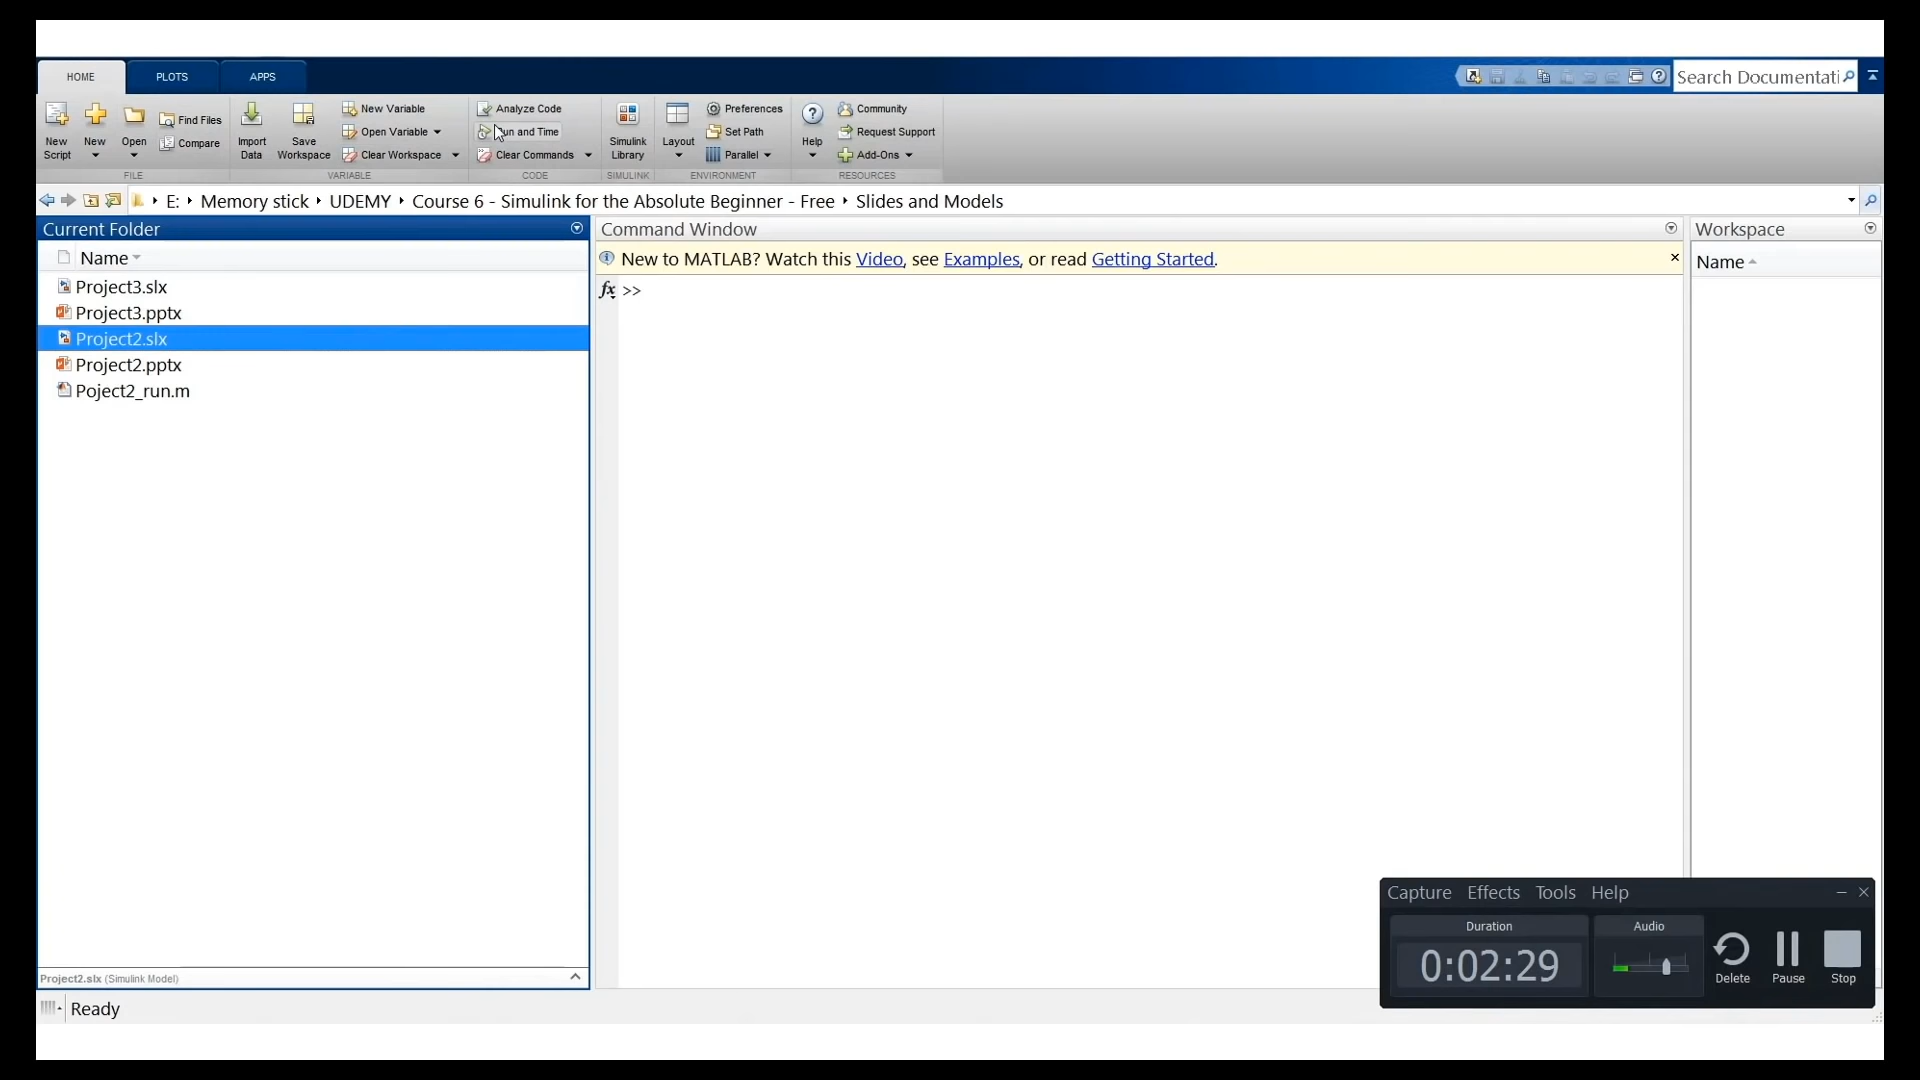 HOME PLOTS APPS
Search Documentati
New Script
New
Open
Find Files
Compare
FILE
Import Data
Save Workspace
New Variable
Open Variable
Clear Workspace
VARIABLE
Analyze Code
un and Time
Clear Commands
CODE
Simulink Library
SIMULINK
Layout
Preferences
Set Path
Parallel
ENVIRONMENT
Help
Community
Request Support
Add-Ons
RESOURCES
E: Memory stick UDEMY Course 6 - Simulink for the Absolute Beginner - Free Slides and Models
Current Folder
Name
Project3.slx
Project3.pptx
Project2.slx
Project2.pptx
Poject2_run.m
Project2.slx (Simulink Model)
Command Window
New to MATLAB? Watch this Video, see Examples, or read Getting Started.
fx >>
Workspace
Name
Capture Effects Tools Help
Duration
0:02:29
Audio
Delete
Pause
Stop
Ready